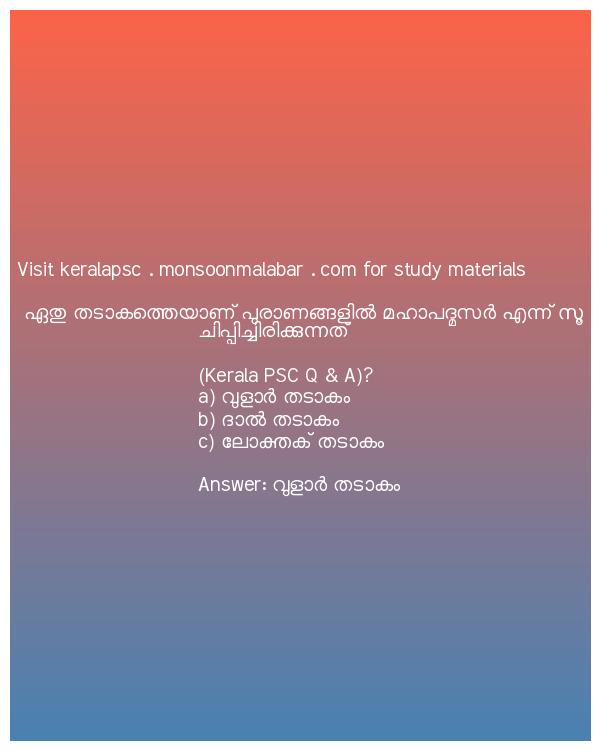 Visit keralapsc .monsoonmalabar .com for study materials
ഏതു തടാകത്തെയാണ് പുരാണങ്ങളിൽ മഹാപദ്മസർ എന്ന് സൂ
ചിപ്പിച്ചിരിക്കുന്നത്
(Kerala PSC Q & A)?
a) വുളാർ തടാകം
b) ദാൽ തടാകം
c) ലോക്തക് തടാകം
Answer: വുളാർ തടാകം